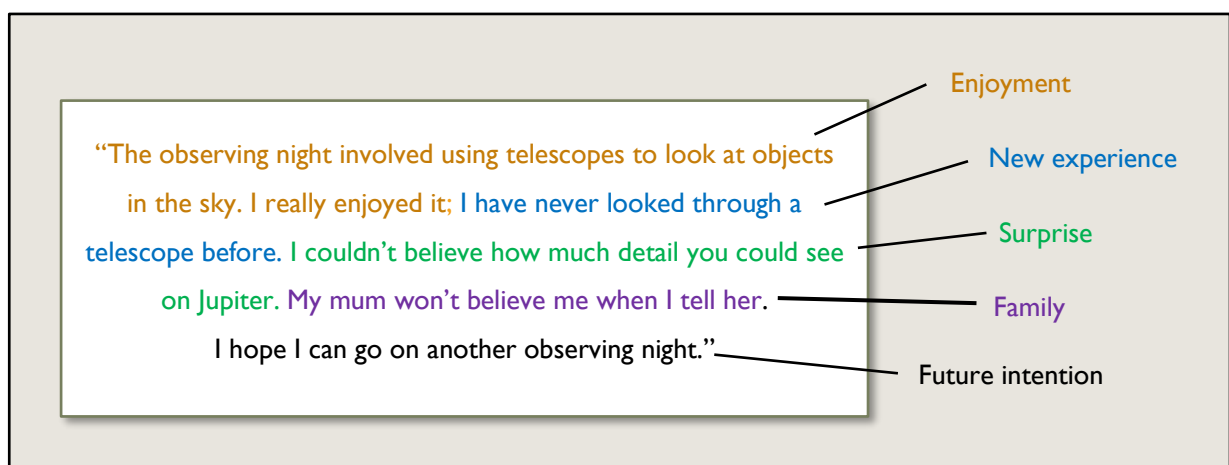 Enjoyment
“The observing night involved using telescopes to look at objects
New experience
in the sky. I really enjoyed it; I have never looked through a
telescope before. I couldn’t believe how much detail you could see
Surprise
on Jupiter. My mum won’t believe me when I tell her.
Family
I hope I can go on another observing night.”
Future intention